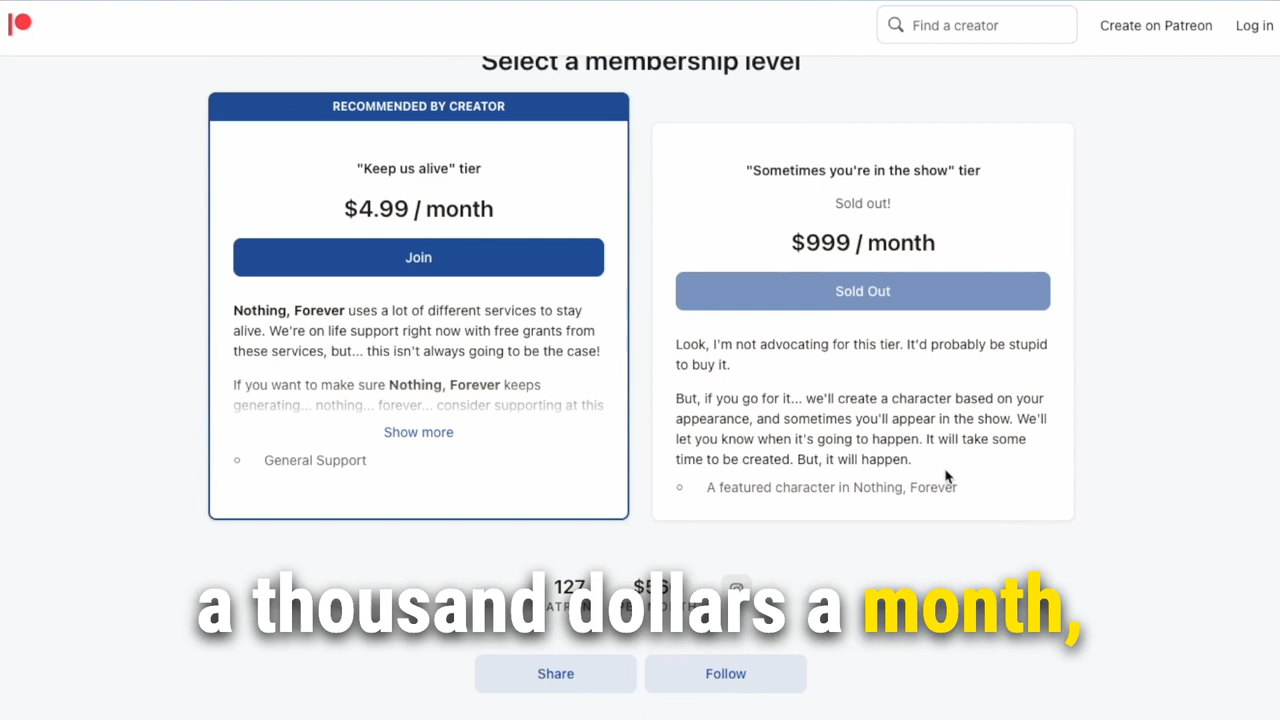 Find a creator
Create on Patreon
Log in
Select a membership level
RECOMMENDED BY CREATOR
"Keep us alive" tier
$4.99 / month
Join
Nothing, Forever uses a lot of different services to stay
alive. We're on life support right now with free grants from
these services, but... this isn't always going to be the case!
If you want to make sure Nothing, Forever keeps
generating... nothing... forever... consider supporting at this
Show more
General Support
"Sometimes you're in the show" tier
Sold out!
$999 / month
Sold Out
Look, I'm not advocating for this tier. It'd probably be stupid
to buy it.
But, if you go for it... we'll create a character based on your
appearance, and sometimes you'll appear in the show. We'll
let you know when it's going to happen. It will take some
time to be created. But, it will happen.
A featured character in Nothing, Forever
127
a thousand dollars a month,
Share
Follow